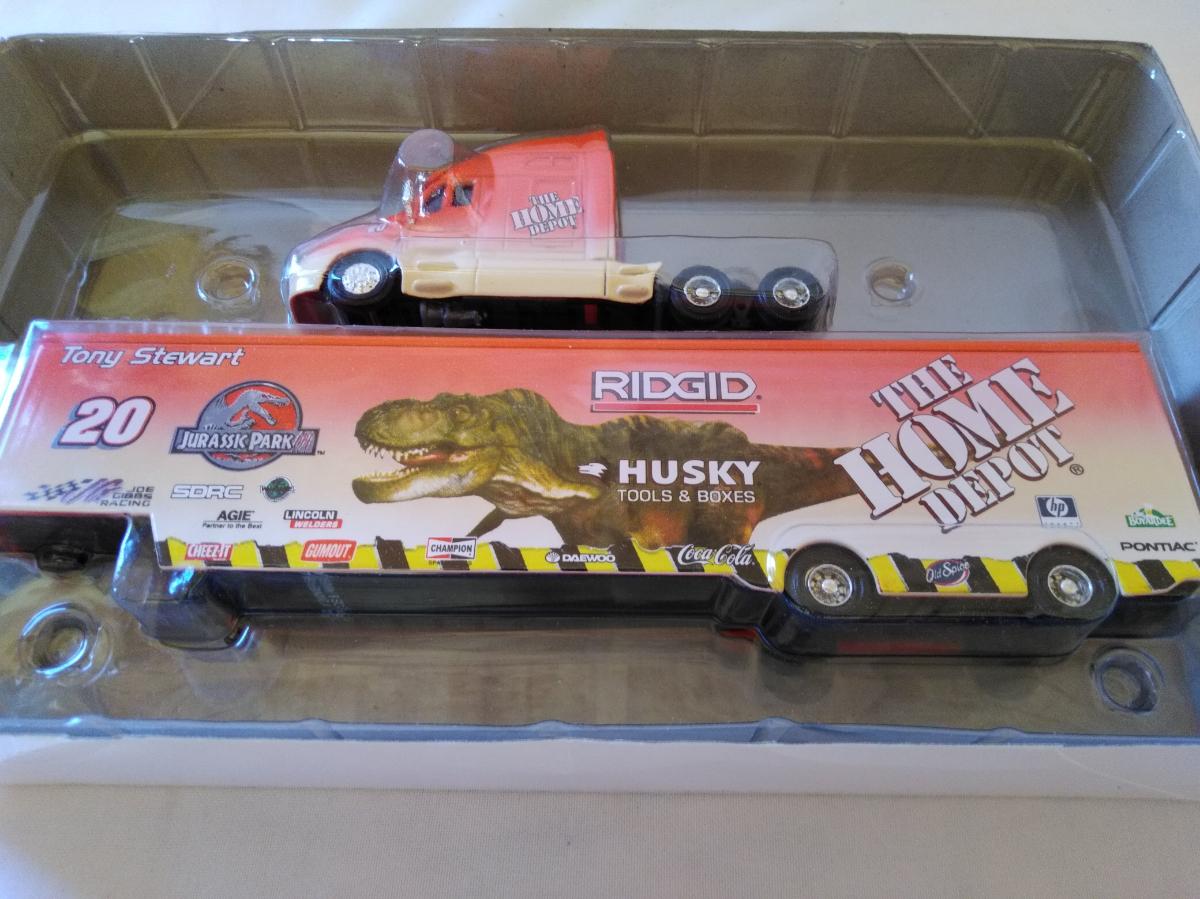 THE
HOME
DEPOT
Tony Stewart
20
JURASSIC PARK
TM
JOE
GIBBS
RACING
SDRC
AGIE
Partner to the Best
LINCOLN
WELDERS
CHEEZ-IT
GUMOUT
RIDGID®
HUSKY
TOOLS & BOXES
CHAMPION
DAEWOO
Coca-Cola
THE
HOME
DEPOT®
hp
Old Spice
BOYARDEE
PONTIAC